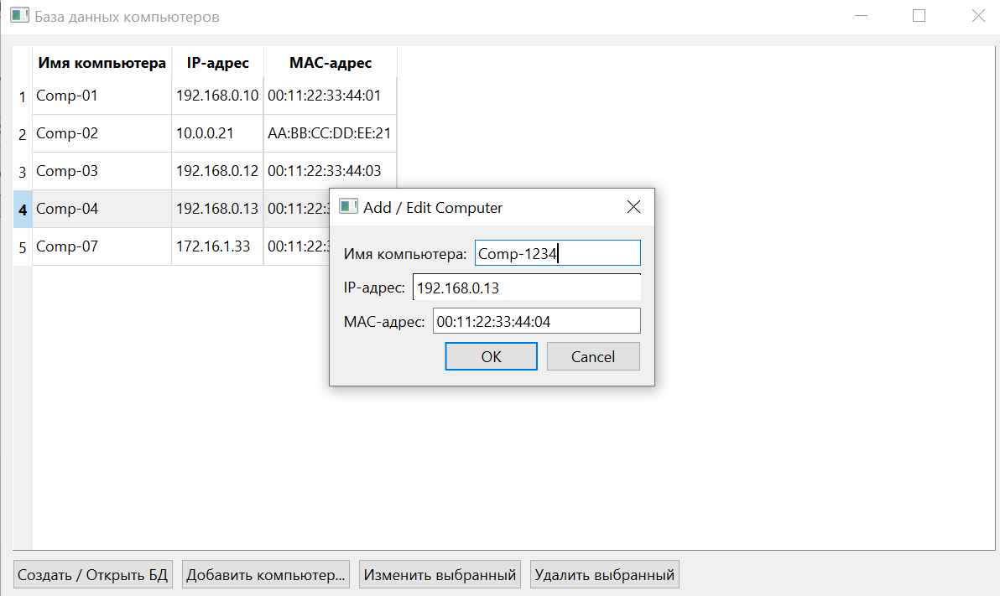 База данных компьютеров
Имя компьютера IP-адрес MAC-адрес
1 Comp-01 192.168.0.10 00:11:22:33:44:01
2 Comp-02 10.0.0.21 AA:BB:CC:DD:EE:21
3 Comp-03 192.168.0.12 00:11:22:33:44:03
4 Comp-04 192.168.0.13 00:11:22:3
5 Comp-07 172.16.1.33 00:11:22:3
Add / Edit Computer
Имя компьютера: Comp-1234
IP-адрес: 192.168.0.13
MAC-адрес: 00:11:22:33:44:04
OK Cancel
Создать / Открыть БД Добавить компьютер... Изменить выбранный Удалить выбранный